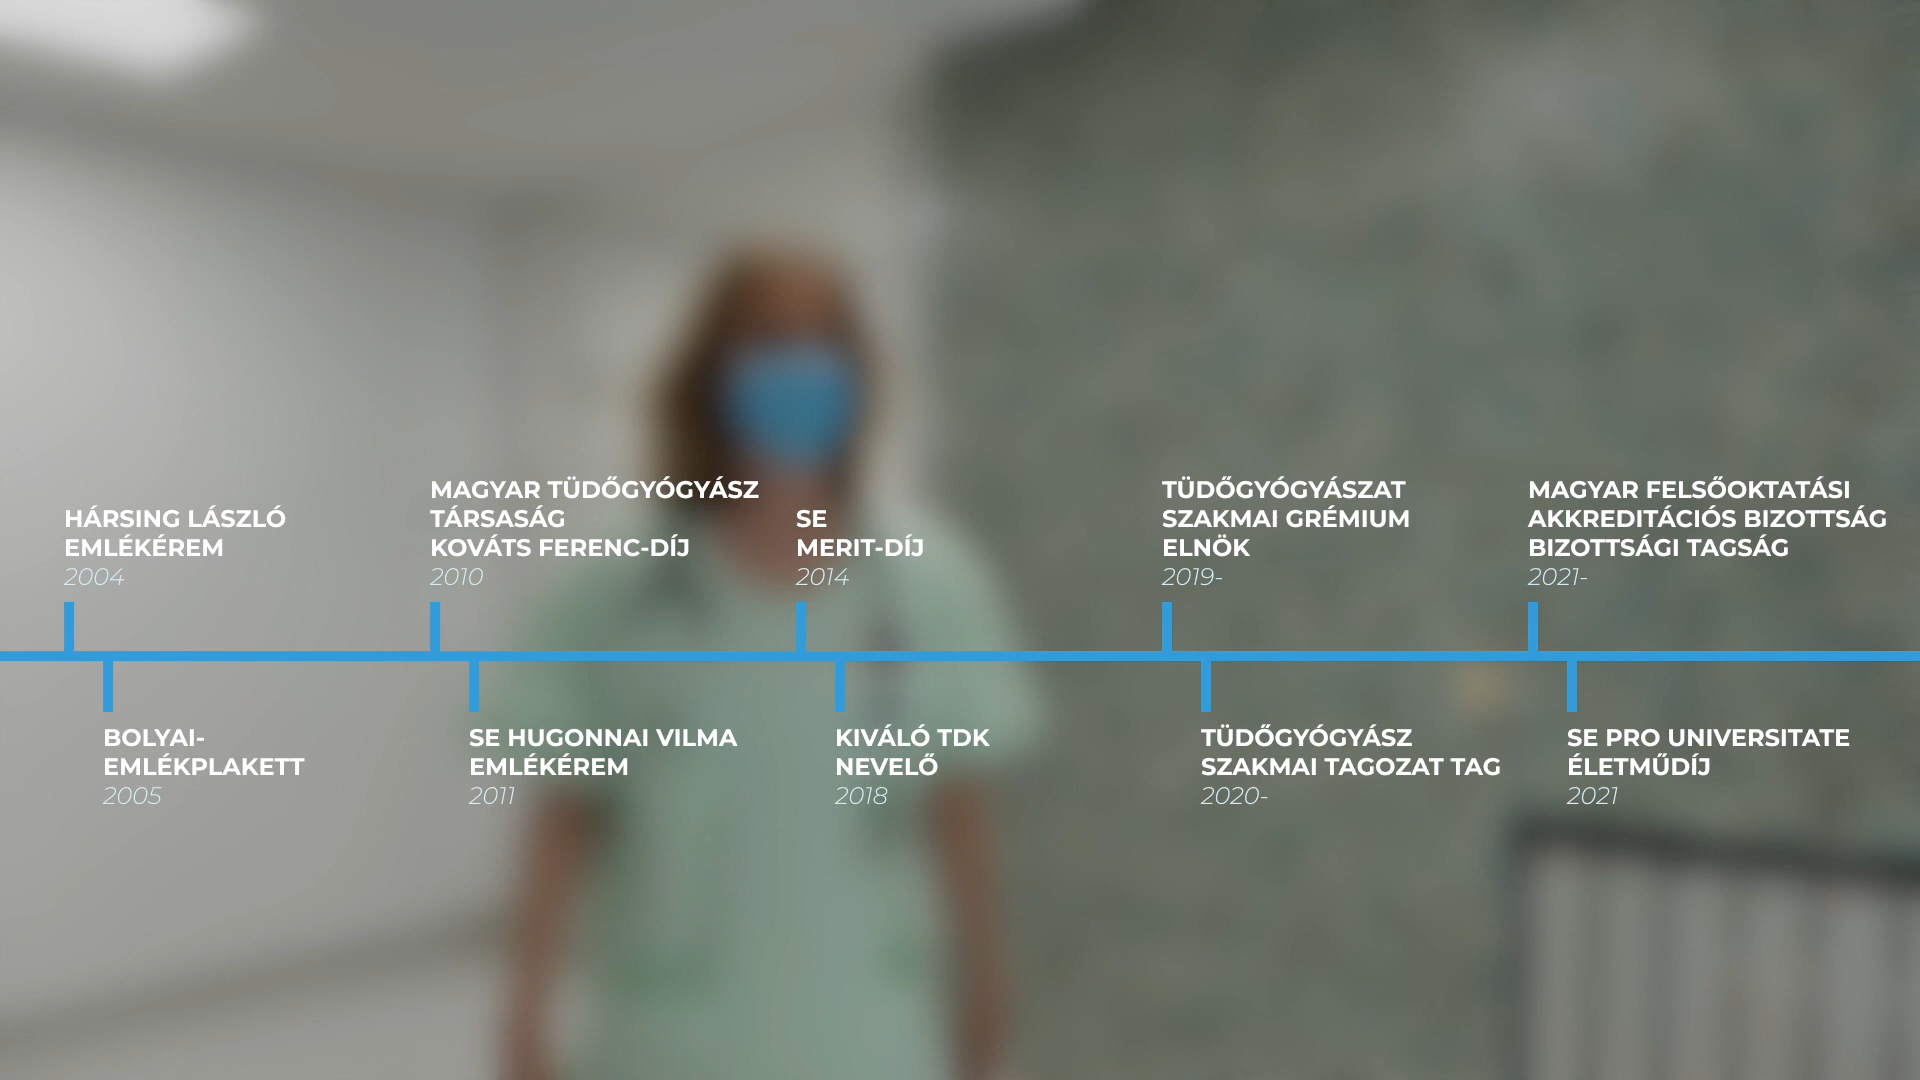 HÁRSING LÁSZLÓ
EMLÉKÉREM
2004
MAGYAR TÜDŐGYÓGYÁSZ
TÁRSASÁG
KOVÁTS FERENC-DÍJ
2010
SE
MERIT-DÍJ
2014
TÜDŐGYÓGYÁSZAT
SZAKMAI GRÉMIUM
ELNÖK
2019-
MAGYAR FELSŐOKTATÁSI
AKKREDITÁCIÓS BIZOTTSÁG
BIZOTTSÁGI TAGSÁG
2021-
BOLYAI-
EMLÉKPLAKETT
2005
SE HUGONNAI VILMA
EMLÉKÉREM
2011
KIVÁLÓ TDK
NEVELŐ
2018
TÜDŐGYÓGYÁSZ
SZAKMAI TAGOZAT TAG
2020-
SE PRO UNIVERSITATE
ÉLETMŰDÍJ
2021